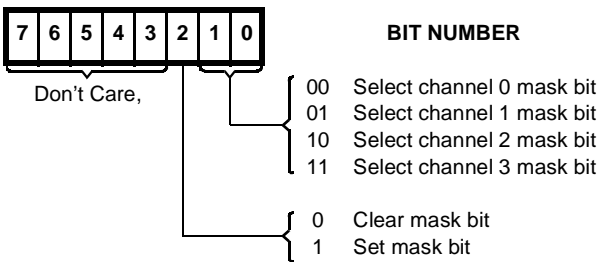 7 6 5 4 3 2 1 0 BIT NUMBER
Don't Care,
00 Select channel 0 mask bit
01 Select channel 1 mask bit
10 Select channel 2 mask bit
11 Select channel 3 mask bit
0 Clear mask bit
1 Set mask bit